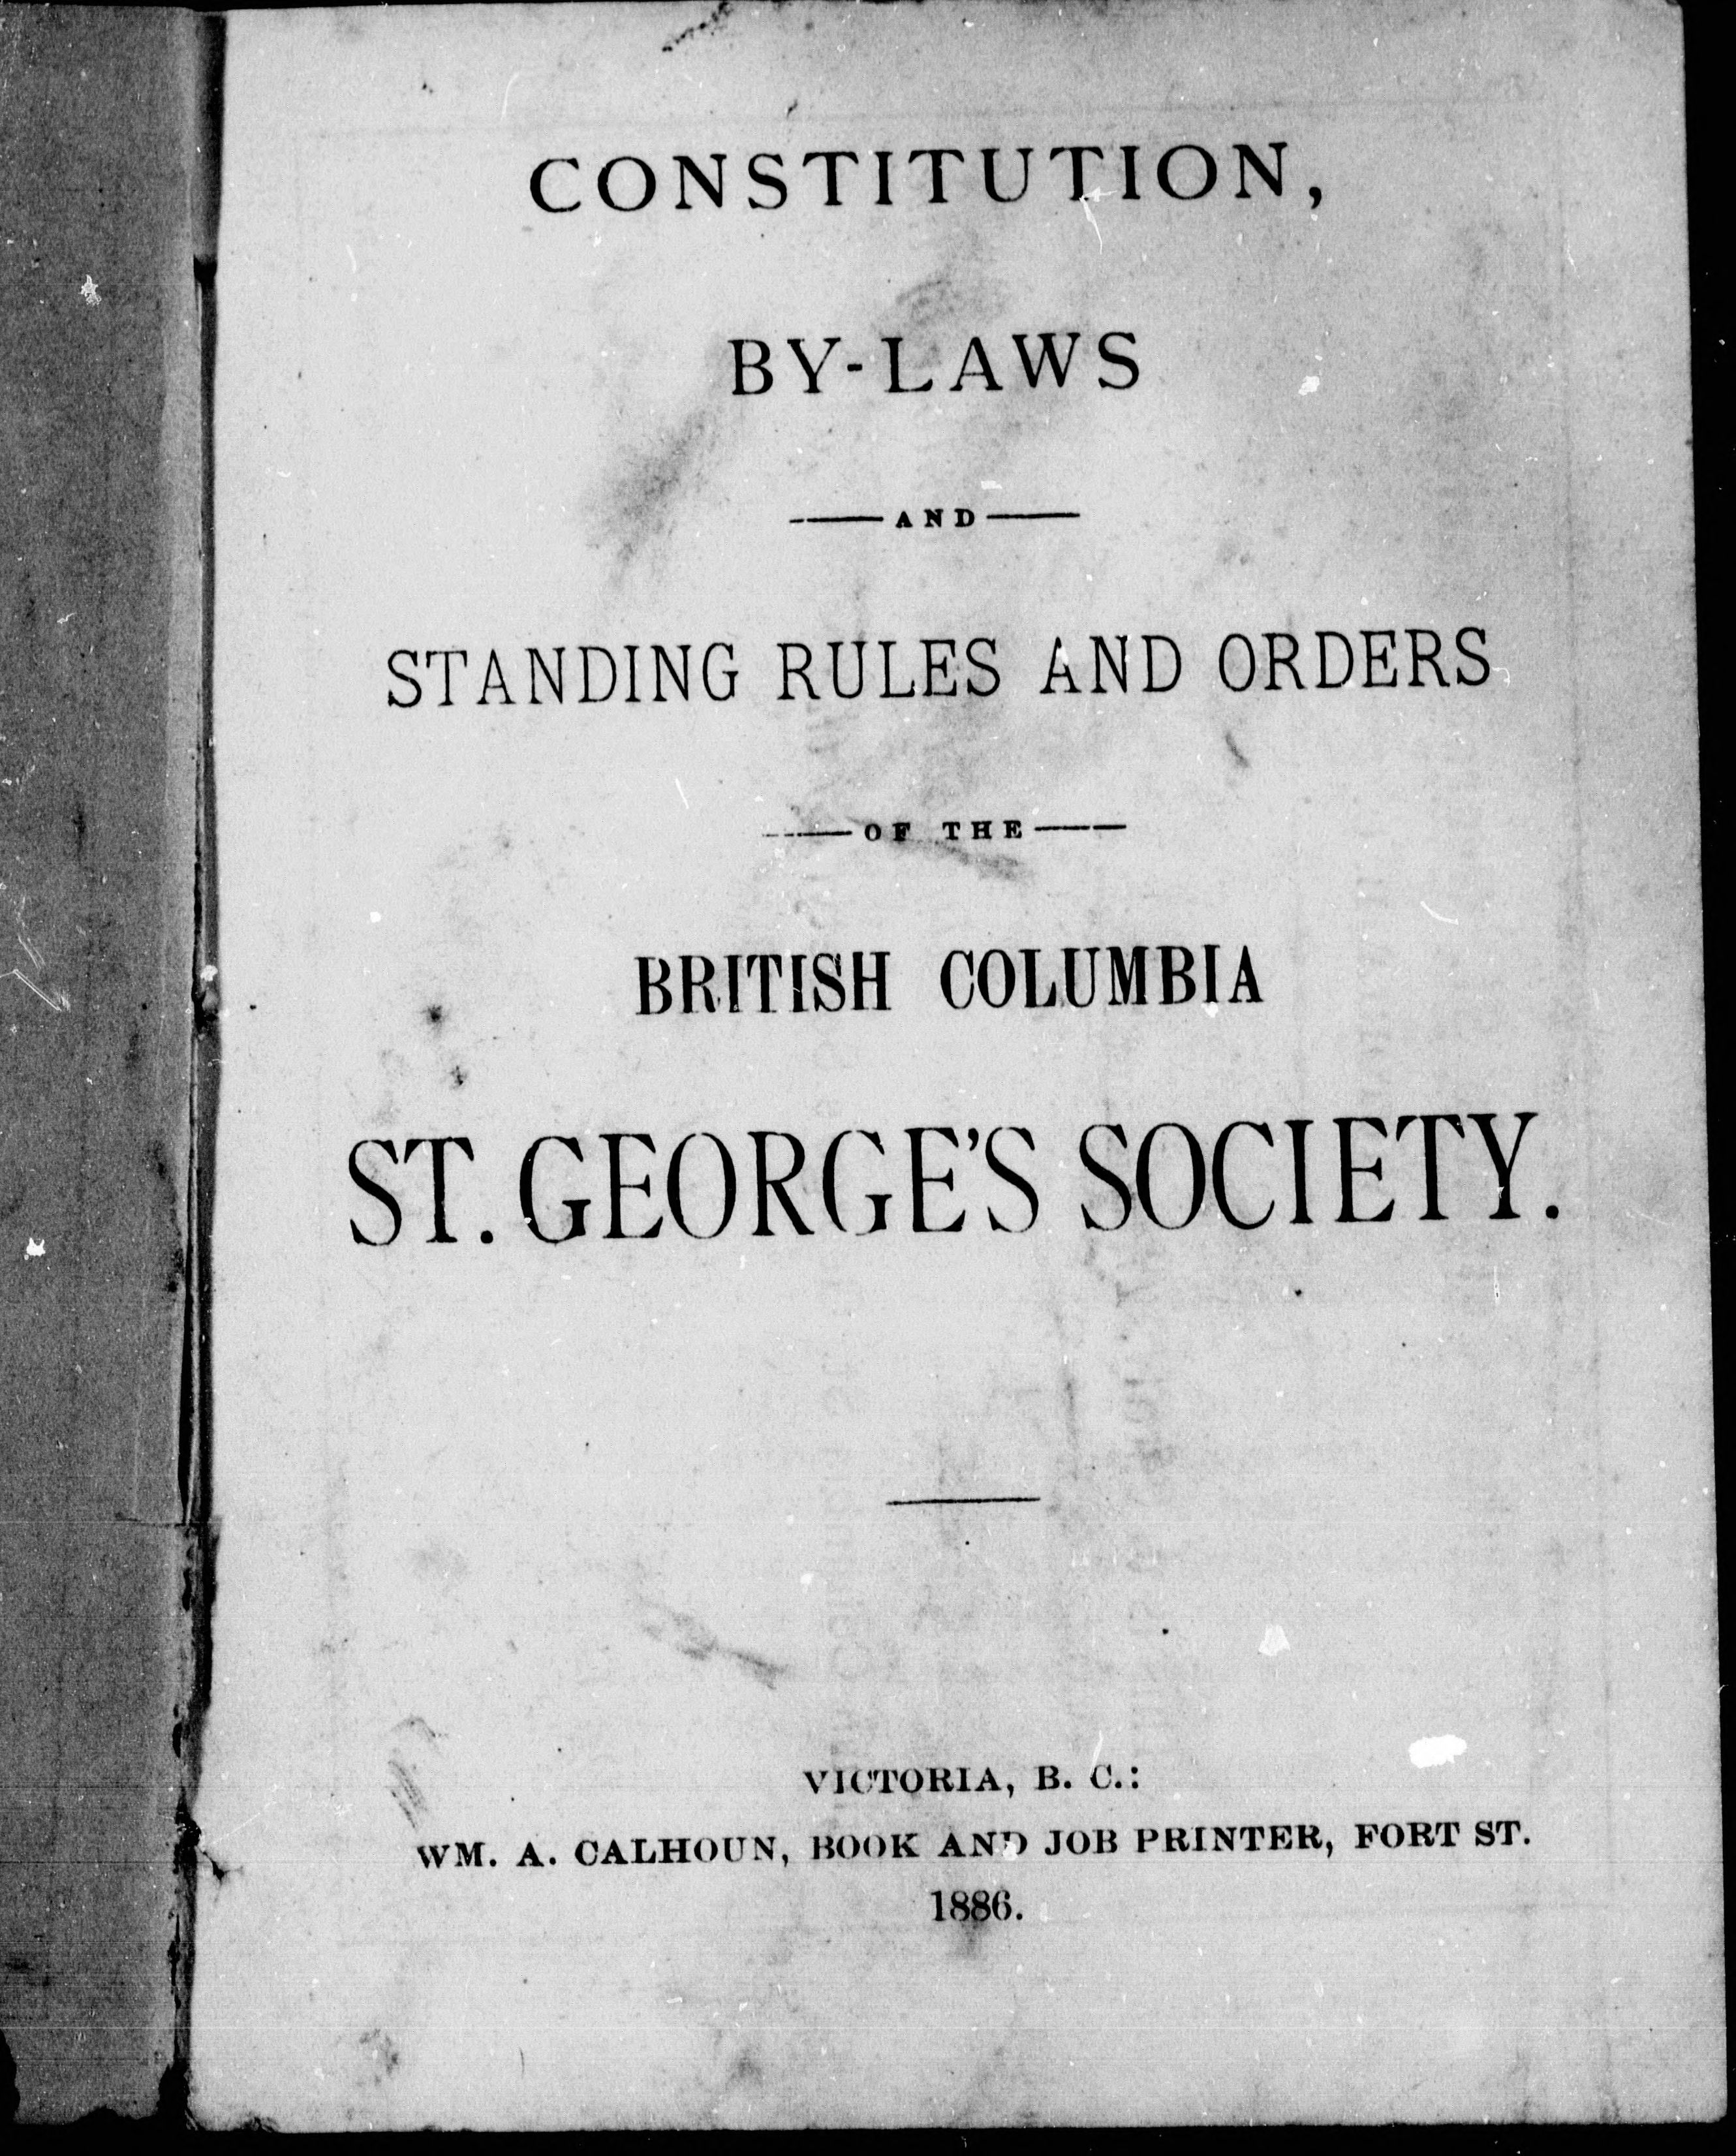 CONSTITUTION,
BY-LAWS
AND
STANDING RULES AND ORDERS
OF THE
BRITISH COLUMBIA
ST. GEORGE'S SOCIETY.
VICTORIA, B. C.:
WM. A. CALHOUN, BOOK AND JOB PRINTER, FORT ST.
1886.